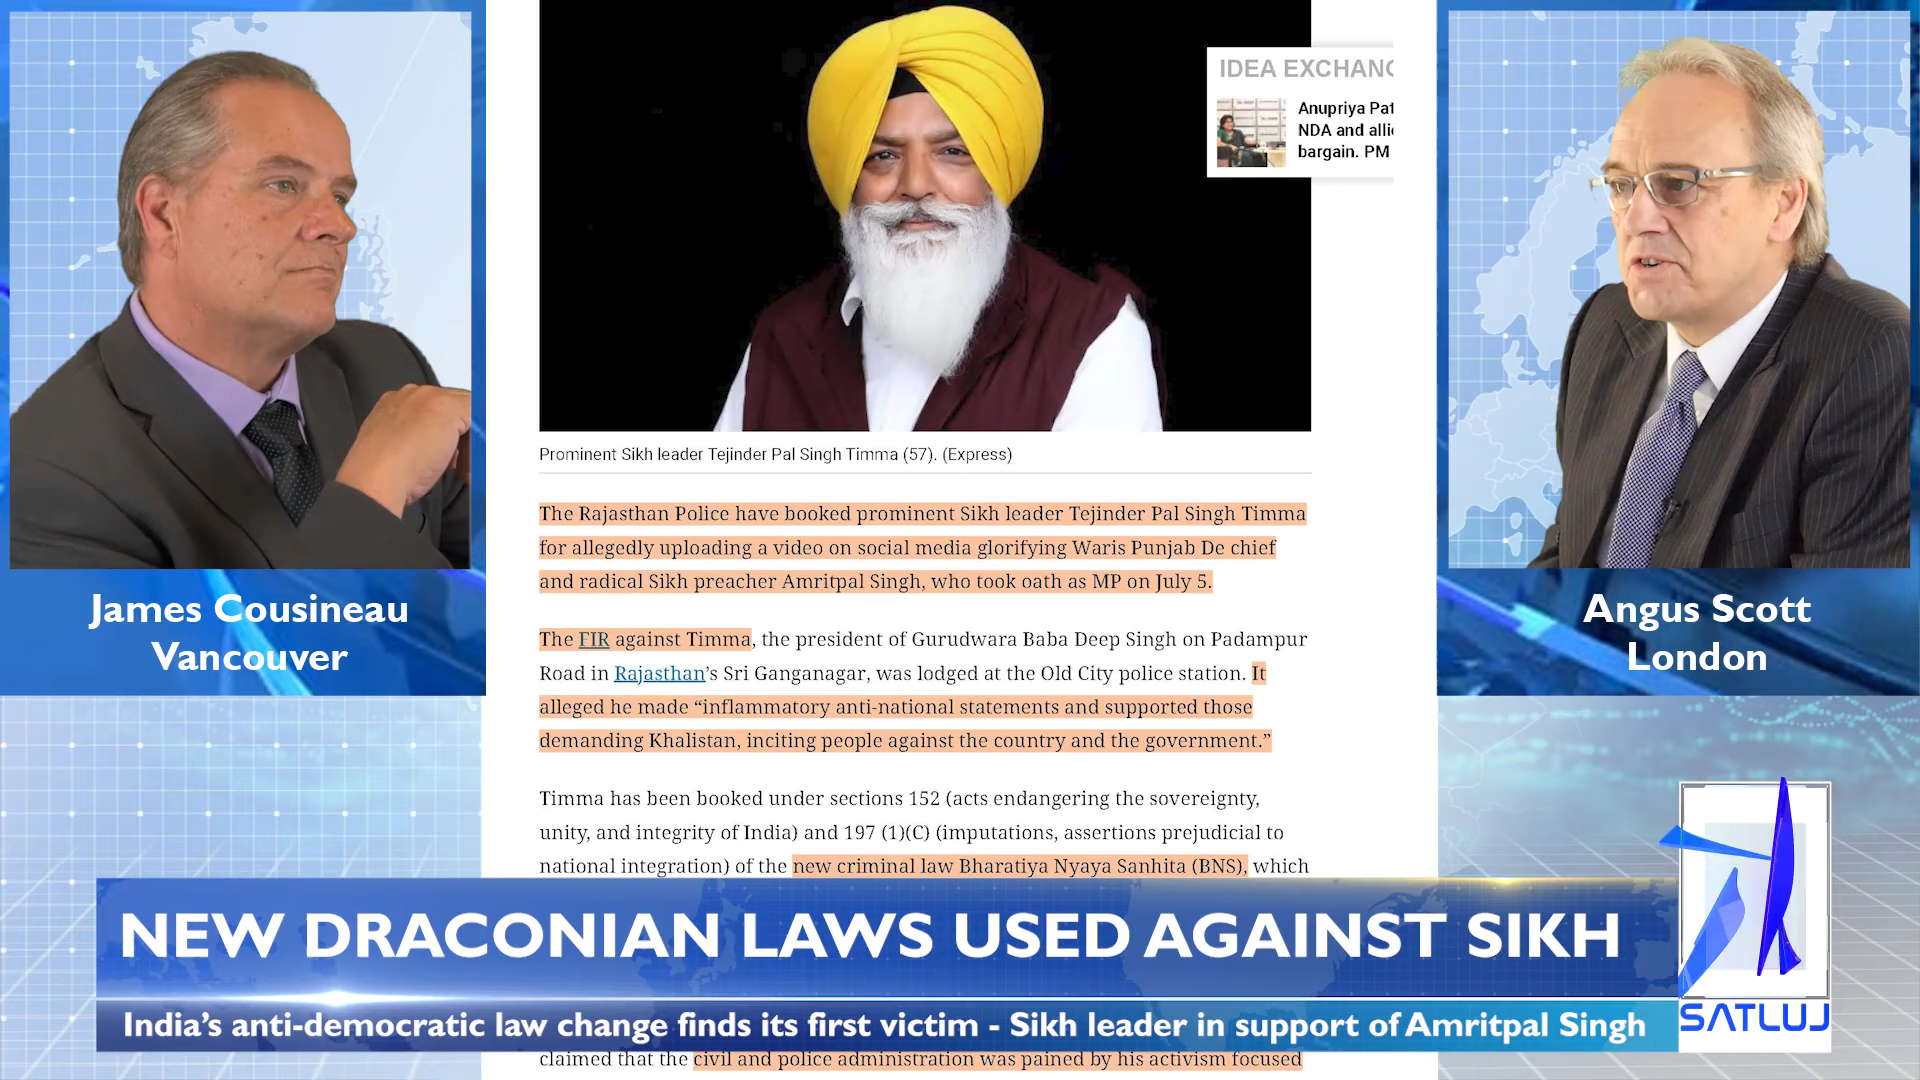 IDEA EXCHANG
Anupriya Pat
NDA and allie
bargain. PM
Prominent Sikh leader Tejinder Pal Singh Timma (57). (Express)
The Rajasthan Police have booked prominent Sikh leader Tejinder Pal Singh Timma
for allegedly uploading a video on social media glorifying Waris Punjab De chief
and radical Sikh preacher Amritpal Singh, who took oath as MP on July 5.
The FIR against Timma, the president of Gurudwara Baba Deep Singh on Padampur
Road in Rajasthan’s Sri Ganganagar, was lodged at the Old City police station. It
alleged he made “inflammatory anti-national statements and supported those
demanding Khalistan, inciting people against the country and the government.”
Timma has been booked under sections 152 (acts endangering the sovereignty,
unity, and integrity of India) and 197 (1)(C) (imputations, assertions prejudicial to
national integration) of the new criminal law Bharatiya Nyaya Sanhita (BNS), which
James Cousineau
Vancouver
Angus Scott
London
NEW DRACONIAN LAWS USED AGAINST SIKH
India’s anti-democratic law change finds its first victim - Sikh leader in support of Amritpal Singh
SATLUJ
claimed that the civil and police administration was pained by his activism focused